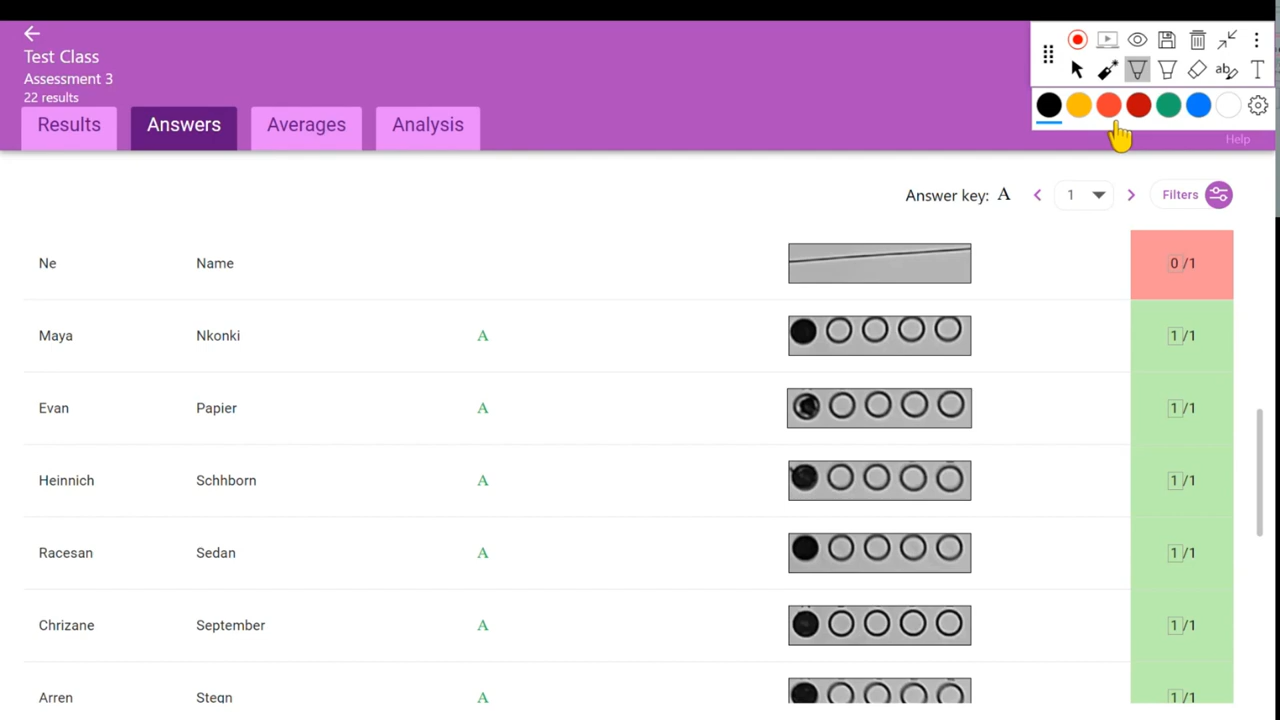 Test Class
Assessment 3
22 results
Results Answers Averages Analysis
ab T
Help
Answer key: A 1 Filters
Ne Name 0 /1
Maya Nkonki A 1 /1
Evan Papier A 1 /1
Heinnich Schhborn A 1 /1
Racesan Sedan A 1 /1
Chrizane September A 1 /1
Arren Stegn A 1 /1